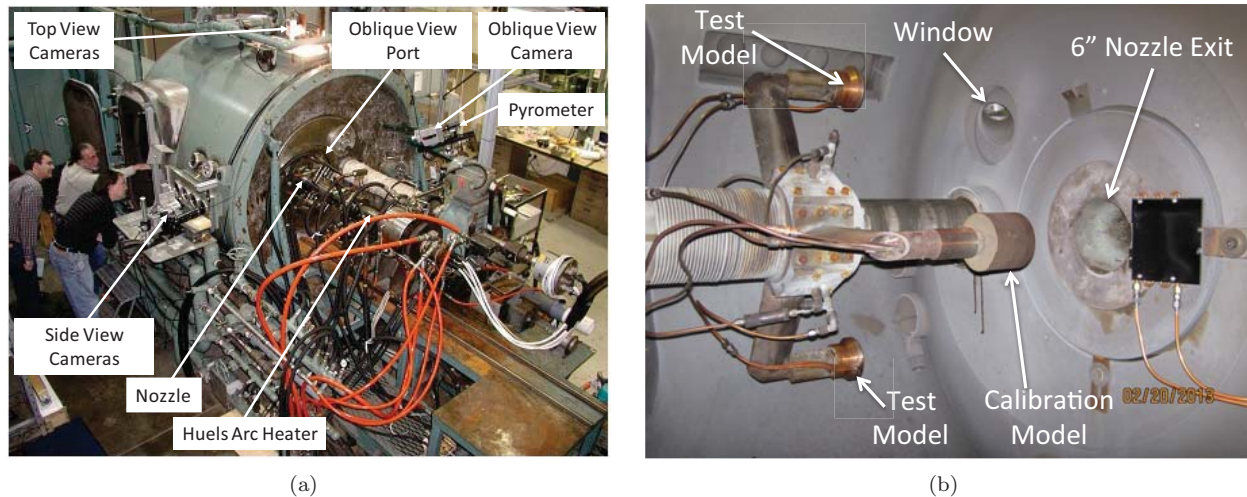 Top View
Cameras
Oblique View
Port
Oblique View
Camera
Pyrometer
Side View
Cameras
Nozzle
Huels Arc Heater
(a)
Test
Model
Window
6” Nozzle Exit
Test
Model
Calibration
Model
02/20/2013
(b)